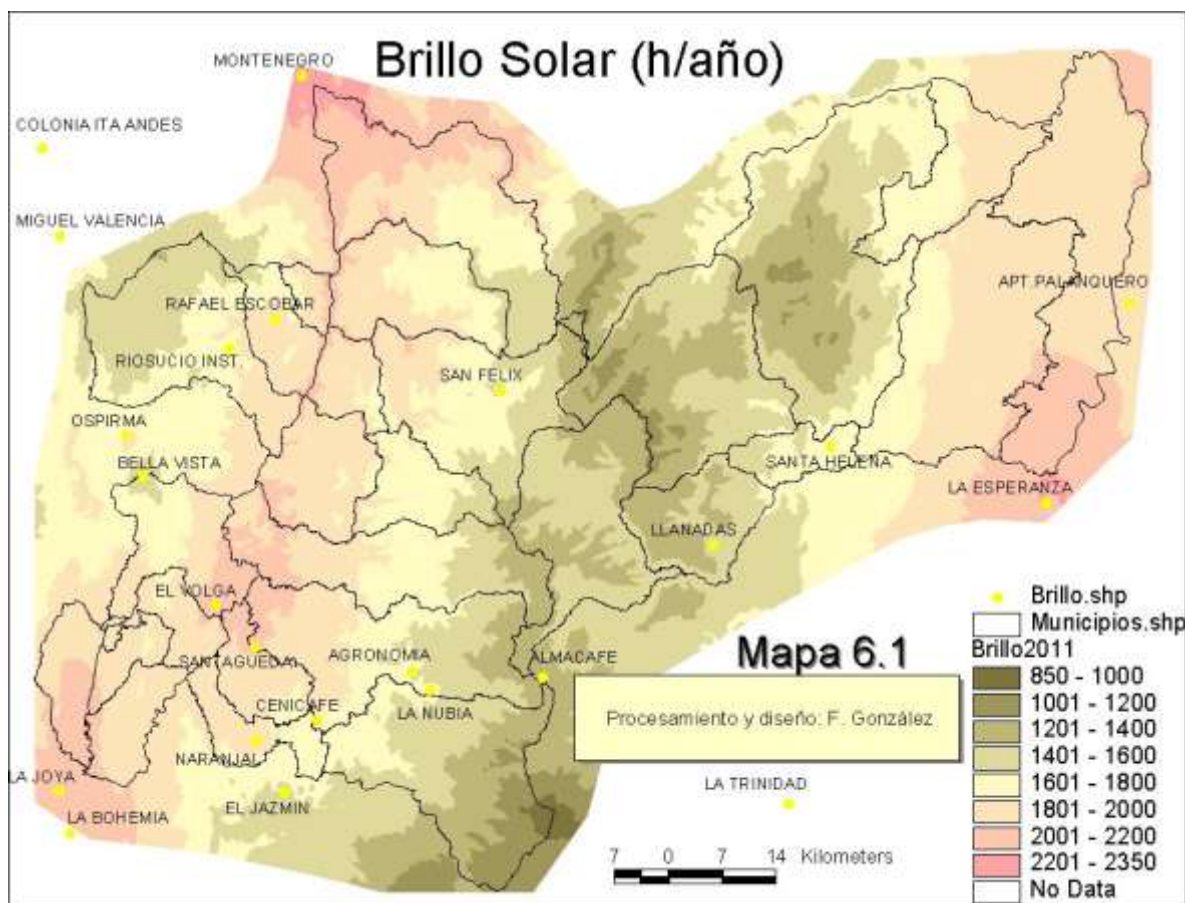 Brillo Solar (h/año)
MONTENEGRO
COLONIA ITA ANDES
MIGUEL VALENCIA
RAFAEL ESCOBAR
APT. PALANQUERO
RIOSUCIO INST.
SAN FELIX
OSPIRMA
BELLA VISTA
SANTA HELENA
LA ESPERANZA
LLANADAS
EL VOLGA
SANTAGUEDA
AGRONOMIA
ALMACAFE
CENICAFE
LA NUBIA
NARANJAL
LA JOYA
EL JAZMIN
LA BOHEMIA
LA TRINIDAD
Mapa 6.1
Procesamiento y diseño: F. González
7 0 7 14 Kilometers
Brillo.shp
Municipios.shp
Brillo2011
850 - 1000
1001 - 1200
1201 - 1400
1401 - 1600
1601 - 1800
1801 - 2000
2001 - 2200
2201 - 2350
No Data